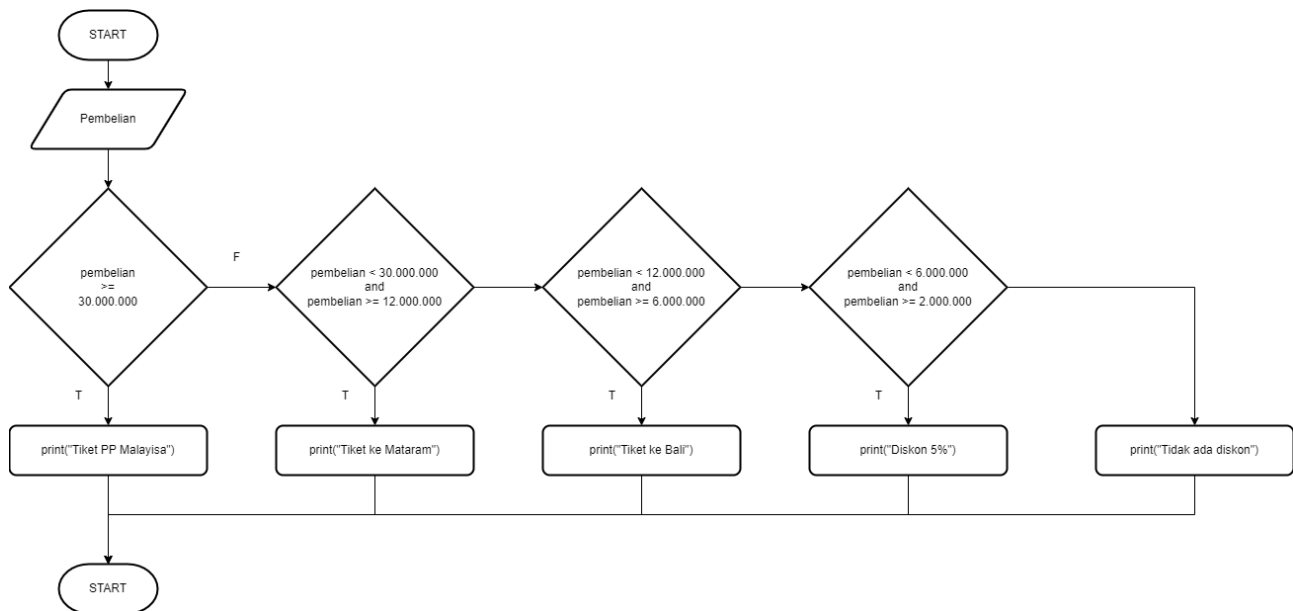 START
Pembelian
pembelian
>=
30.000.000
F
pembelian < 30.000.000
and
pembelian >= 12.000.000
pembelian < 12.000.000
and
pembelian >= 6.000.000
pembelian < 6.000.000
and
pembelian >= 2.000.000
T
T
T
T
print("Tiket PP Malayisa")
print("Tiket ke Mataram")
print("Tiket ke Bali")
print("Diskon 5%")
print("Tidak ada diskon")
START